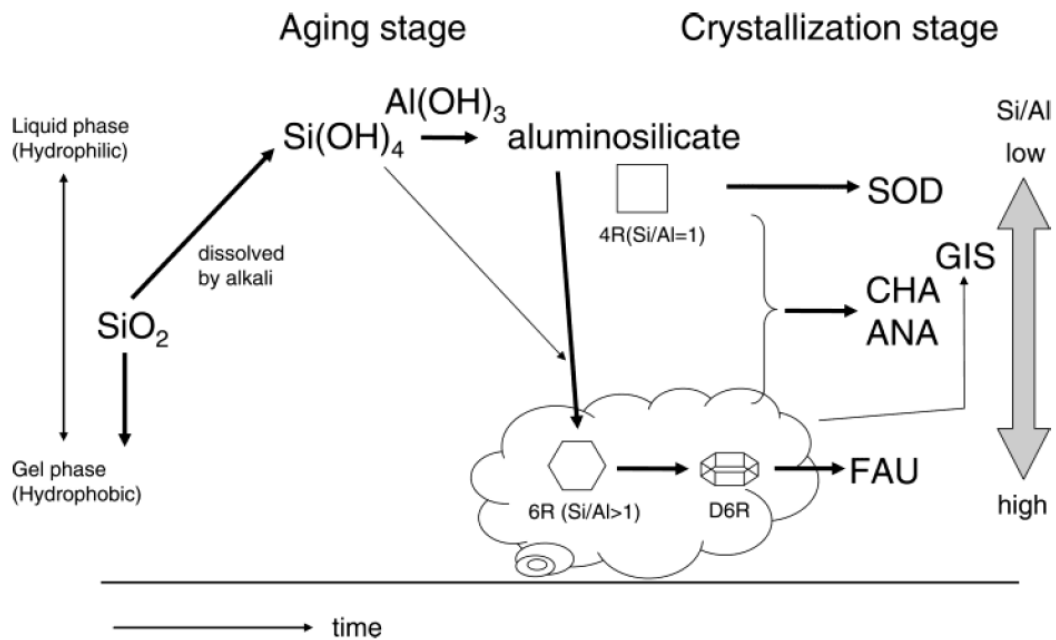 Aging stage
Crystallization stage
Liquid phase
(Hydrophilic)
Si(OH)₄
Al(OH)₃
aluminosilicate
Si/Al
low
4R(Si/Al=1)
SOD
dissolved
by alkali
GIS
CHA
ANA
SiO₂
Gel phase
(Hydrophobic)
6R (Si/Al>1)
D6R
FAU
high
time